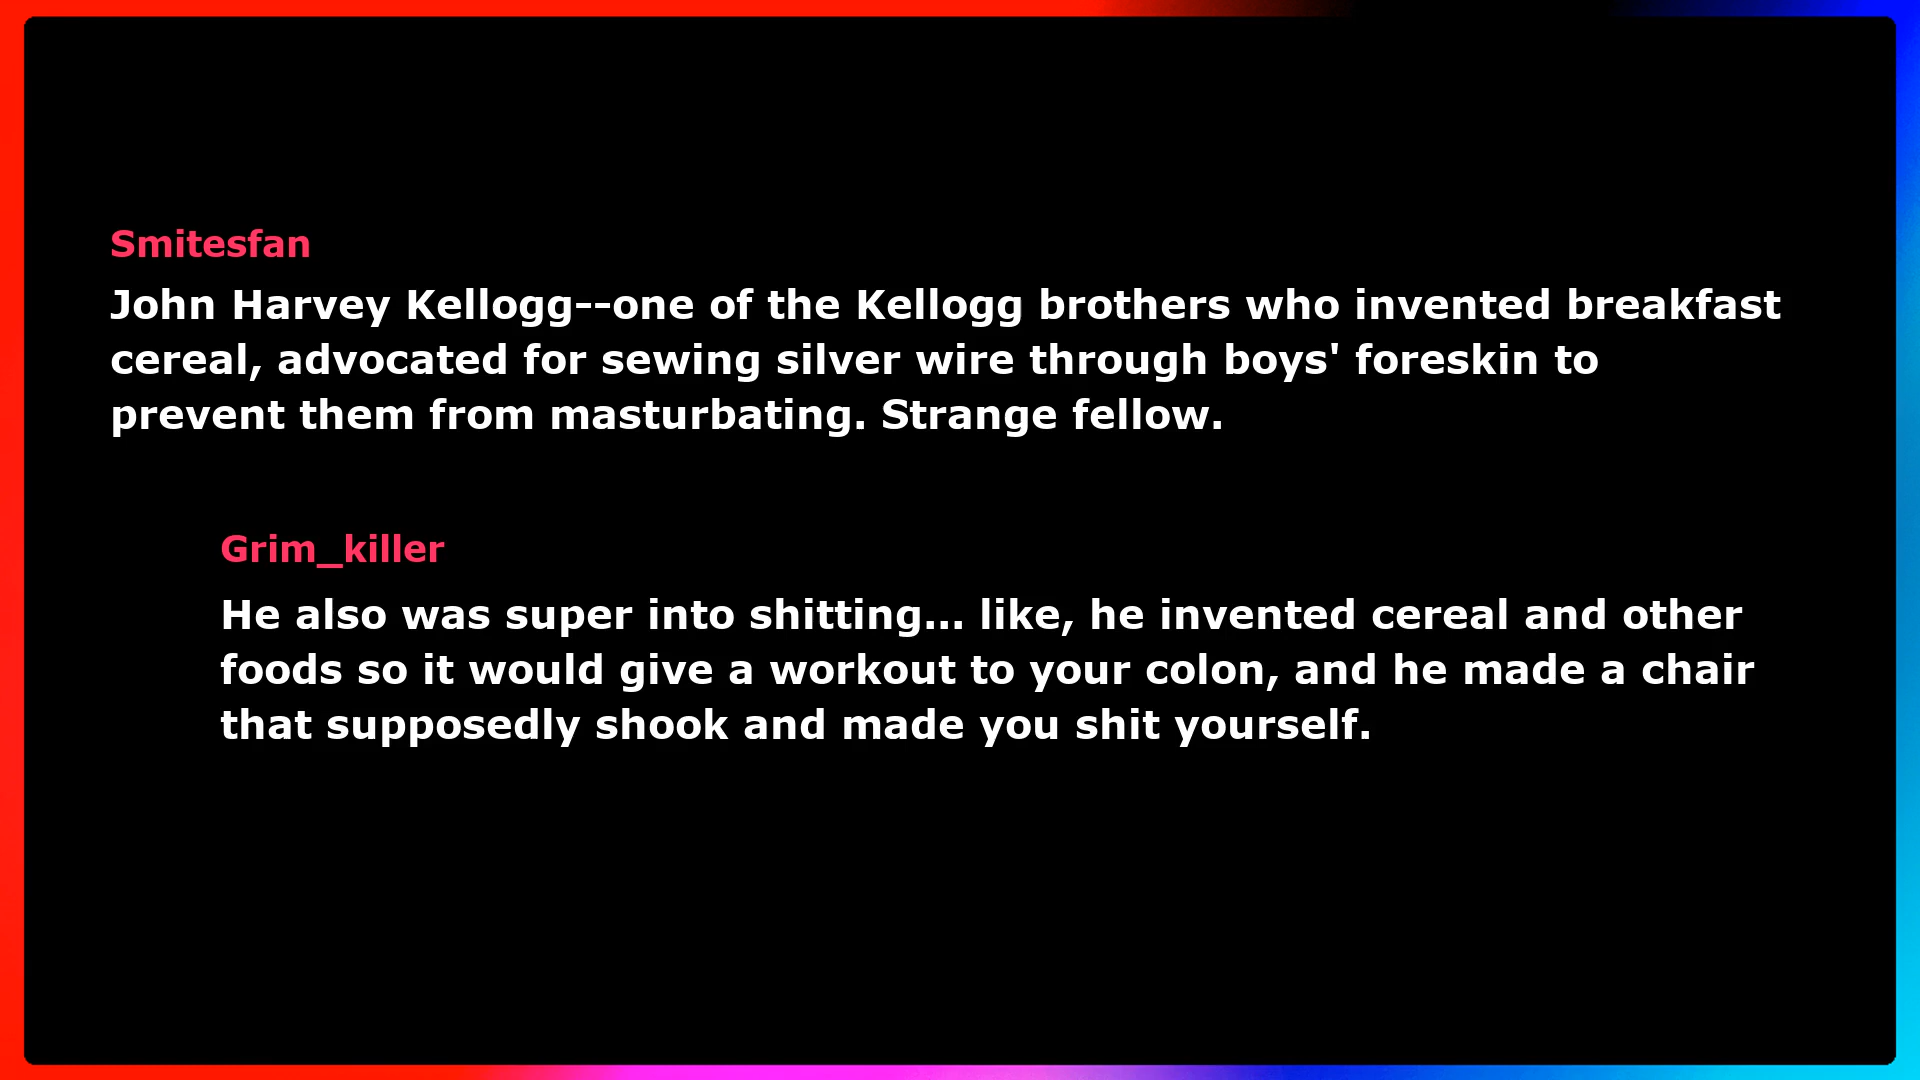 Smitesfan
John Harvey Kellogg--one of the Kellogg brothers who invented breakfast
cereal, advocated for sewing silver wire through boys' foreskin to
prevent them from masturbating. Strange fellow.
Grim_killer
He also was super into shitting... like, he invented cereal and other
foods so it would give a workout to your colon, and he made a chair
that supposedly shook and made you shit yourself.